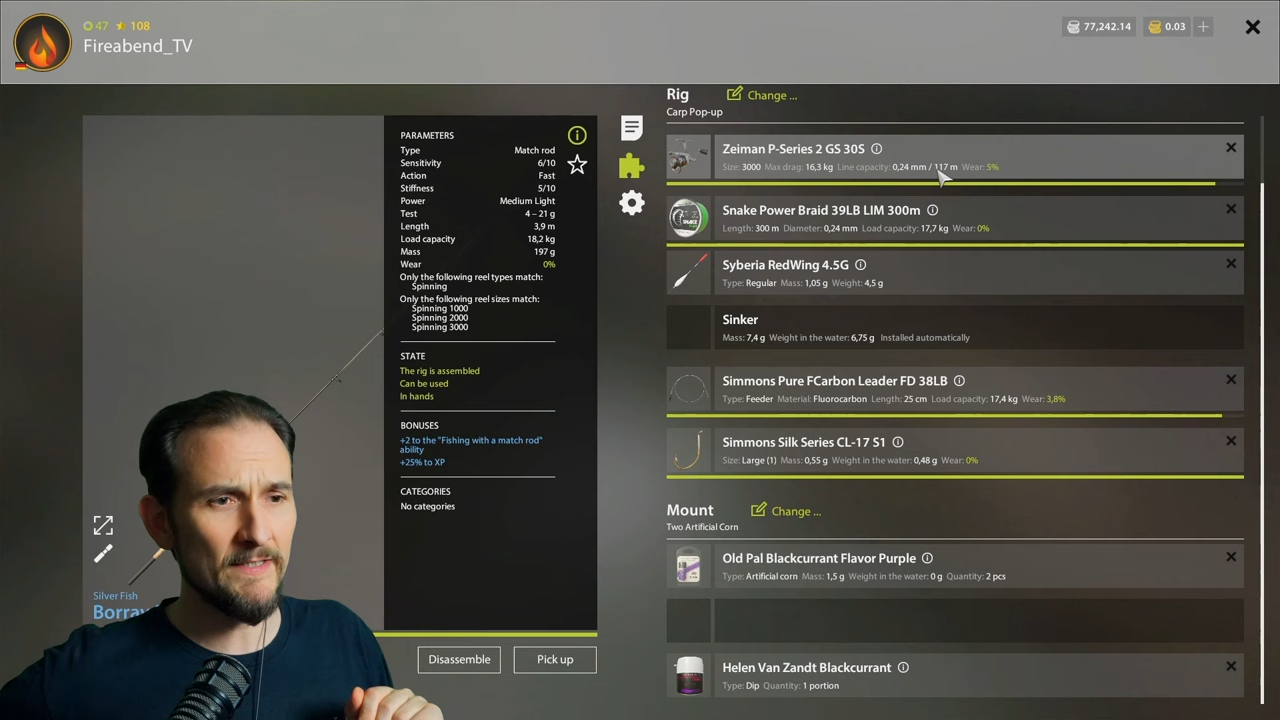 47 108
Fireabend_TV
77,242.14
0.03
PARAMETERS
Type Match rod
Sensitivity 6/10
Action Fast
Stiffness 5/10
Power Medium Light
Test 4 – 21 g
Length 3,9 m
Load capacity 18,2 kg
Mass 197 g
Wear 0%
Only the following reel types match:
Spinning
Only the following reel sizes match:
Spinning 1000
Spinning 2000
Spinning 3000
STATE
The rig is assembled
Can be used
In hands
BONUSES
+2 to the "Fishing with a match rod"
ability
+25% to XP
CATEGORIES
No categories
Silver Fish
Disassemble
Pick up
Rig
Change ...
Carp Pop-up
Zeiman P-Series 2 GS 30S
Size: 3000 Max drag: 16,3 kg Line capacity: 0,24 mm / 117 m Wear: 5%
Snake Power Braid 39LB LIM 300m
Length: 300 m Diameter: 0,24 mm Load capacity: 17,7 kg Wear: 0%
Syberia RedWing 4.5G
Type: Regular Mass: 1,05 g Weight: 4,5 g
Sinker
Mass: 7,4 g Weight in the water: 6,75 g Installed automatically
Simmons Pure FCarbon Leader FD 38LB
Type: Feeder Material: Fluorocarbon Length: 25 cm Load capacity: 17,4 kg Wear: 3,8%
Simmons Silk Series CL-17 S1
Size: Large (1) Mass: 0,55 g Weight in the water: 0,48 g Wear: 0%
Mount
Change ...
Two Artificial Corn
Old Pal Blackcurrant Flavor Purple
Type: Artificial corn Mass: 1,5 g Weight in the water: 0 g Quantity: 2 pcs
Helen Van Zandt Blackcurrant
Type: Dip Quantity: 1 portion